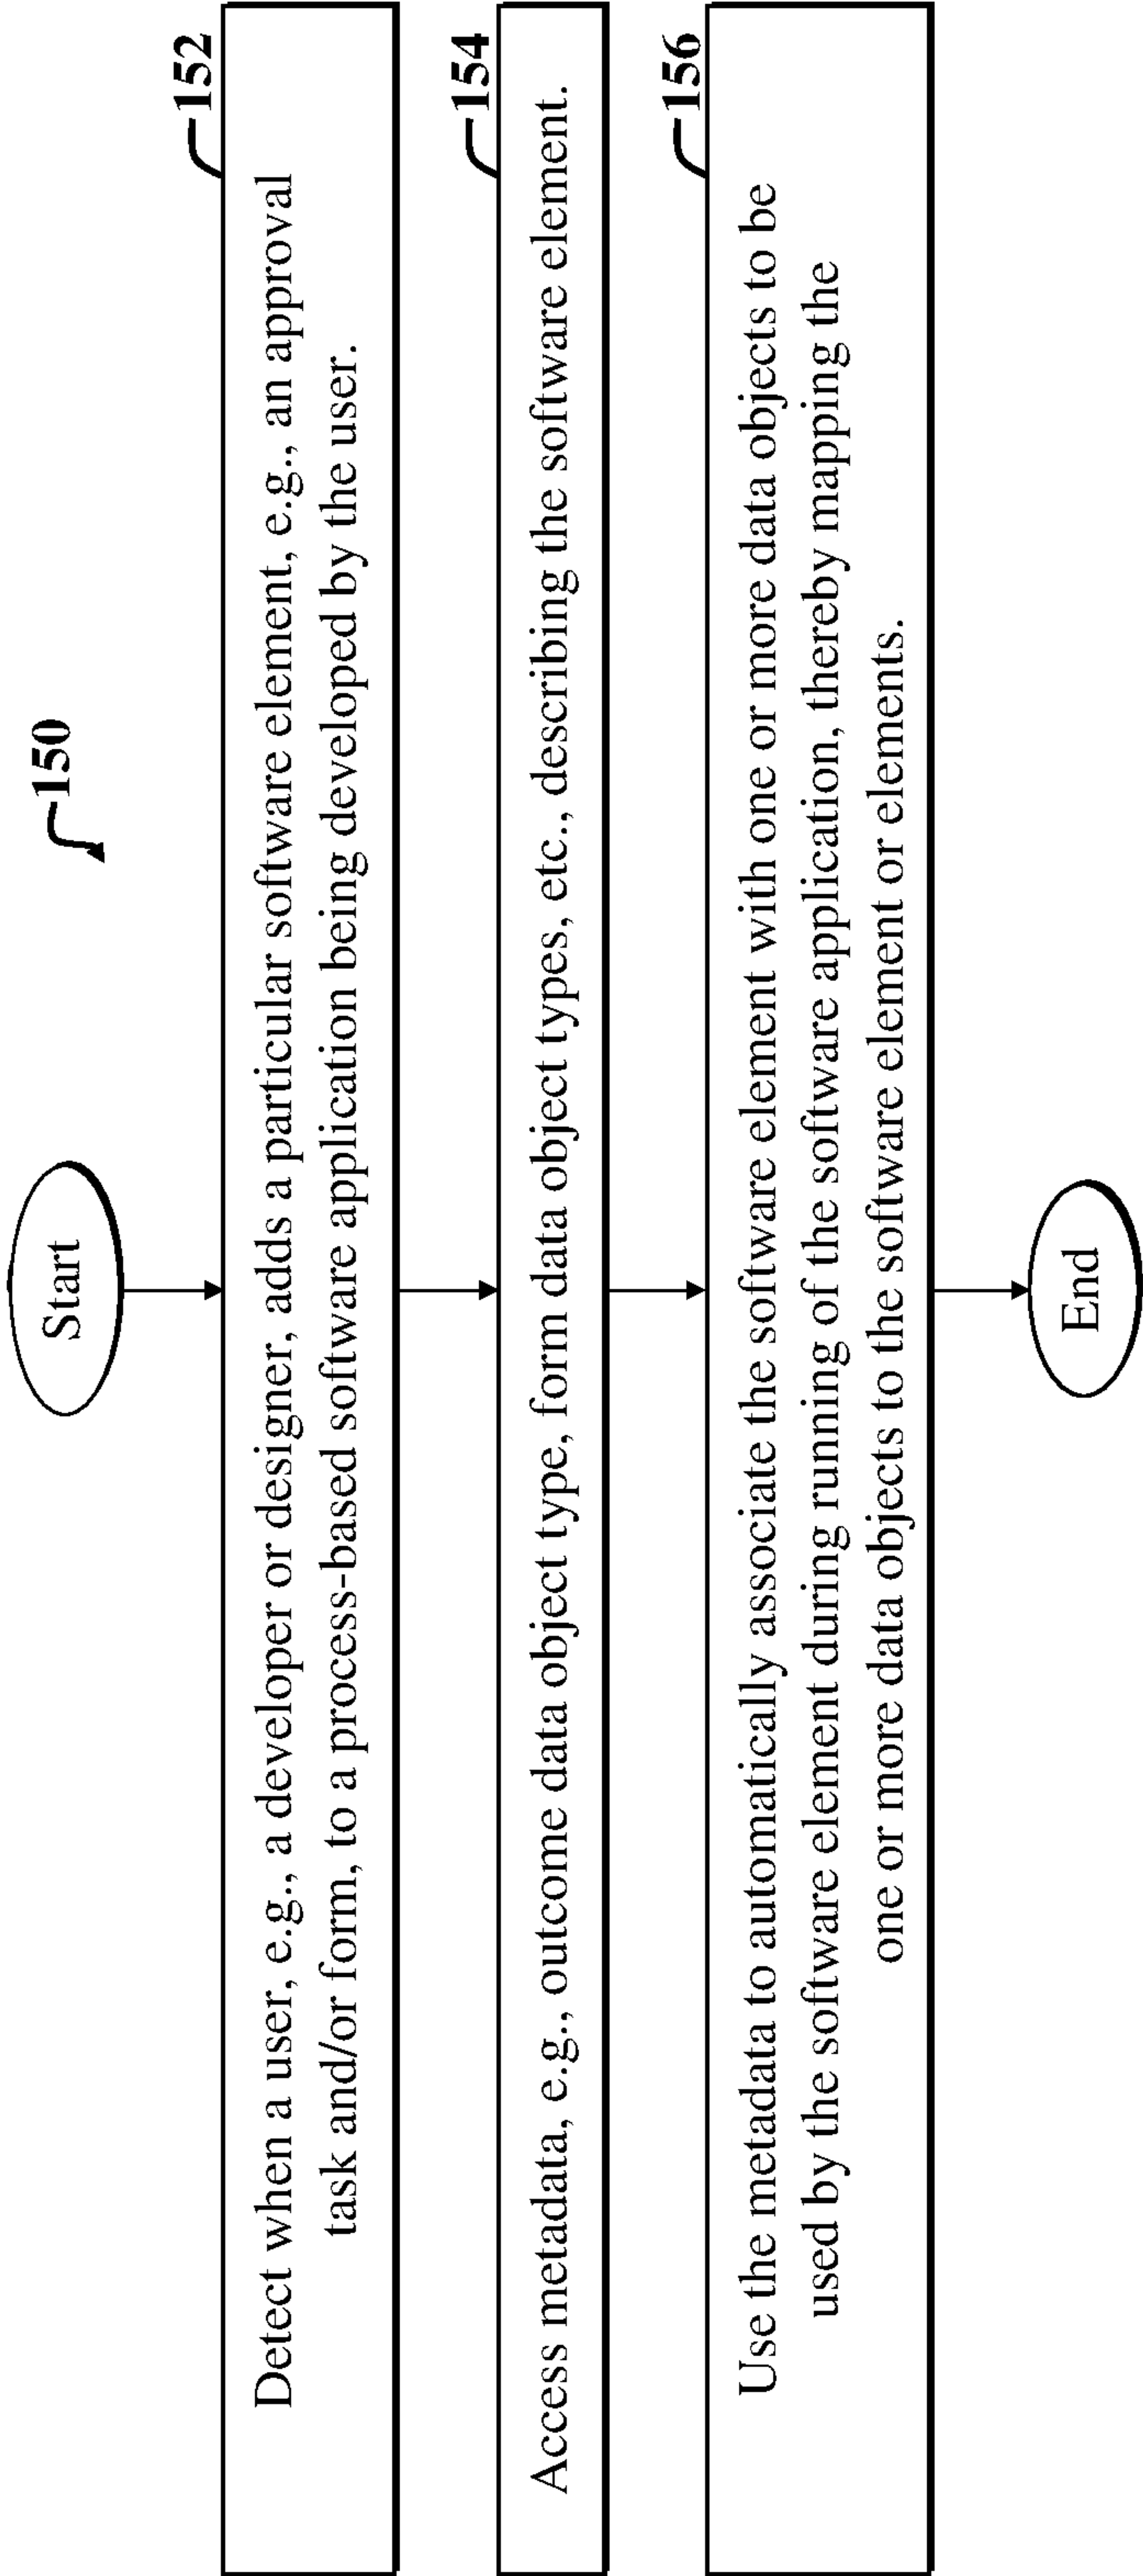 150
Start
152
Detect when a user, e.g., a developer or designer, adds a particular software element, e.g., an approval
task and/or form, to a process-based software application being developed by the user.
154
Access metadata, e.g., outcome data object type, form data object types, etc., describing the software element.
156
Use the metadata to automatically associate the software element with one or more data objects to be
used by the software element during running of the software application, thereby mapping the
one or more data objects to the software element or elements.
End